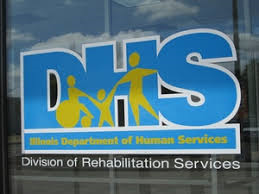 DHS
Illinois Department of Human Services
Division of Rehabilitation Services